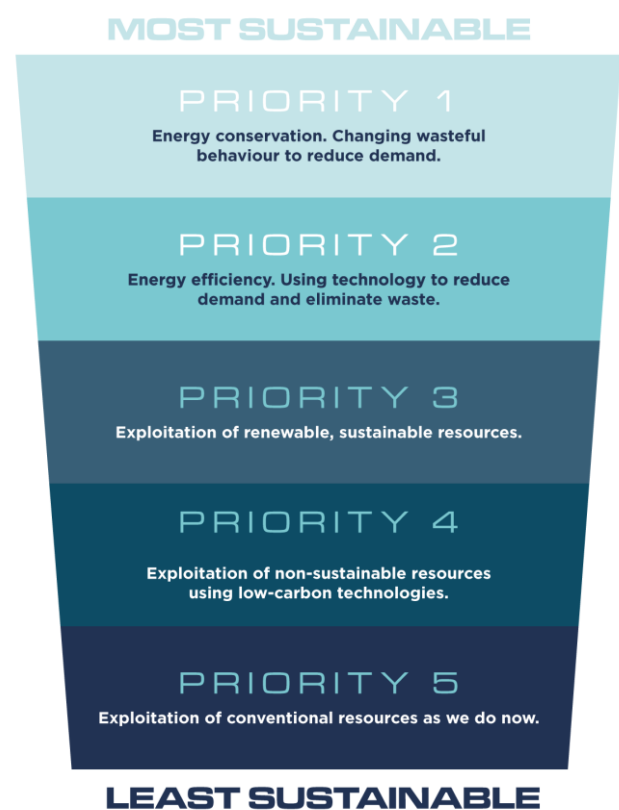 MOST SUSTAINABLE
PRIORITY 1
Energy conservation. Changing wasteful
behaviour to reduce demand.
PRIORITY 2
Energy efficiency. Using technology to reduce
demand and eliminate waste.
PRIORITY 3
Exploitation of renewable, sustainable resources.
PRIORITY 4
Exploitation of non-sustainable resources
using low-carbon technologies.
PRIORITY 5
Exploitation of conventional resources as we do now.
LEAST SUSTAINABLE